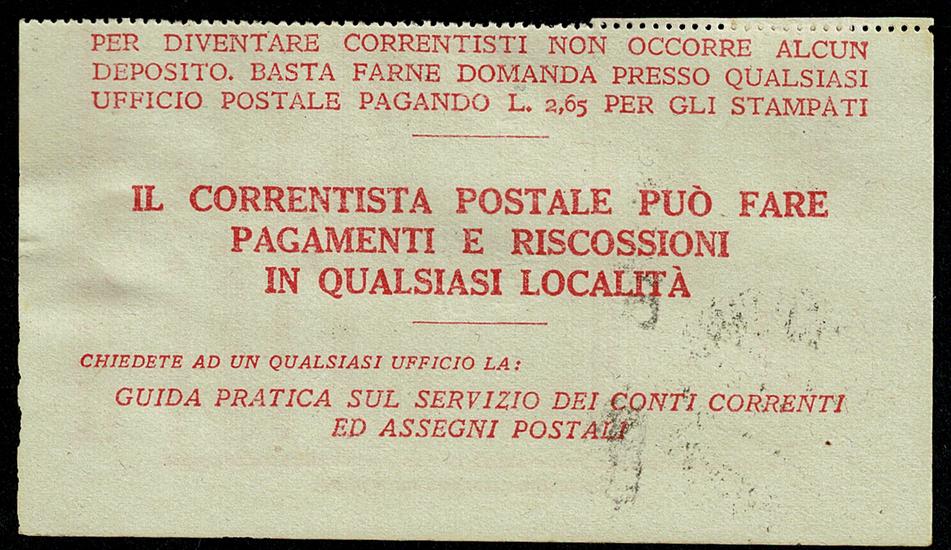 PER DIVENTARE CORRENTISTI NON OCCORRE ALCUN
DEPOSITO. BASTA FARNE DOMANDA PRESSO QUALSIASI
UFFICIO POSTALE PAGANDO L. 2,65 PER GLI STAMPATI
IL CORRENTISTA POSTALE PUÒ FARE
PAGAMENTI E RISCOSSIONI
IN QUALSIASI LOCALITÀ
CHIEDETE AD UN QUALSIASI UFFICIO LA:
GUIDA PRATICA SUL SERVIZIO DEI CONTI CORRENTI
ED ASSEGNI POSTALI